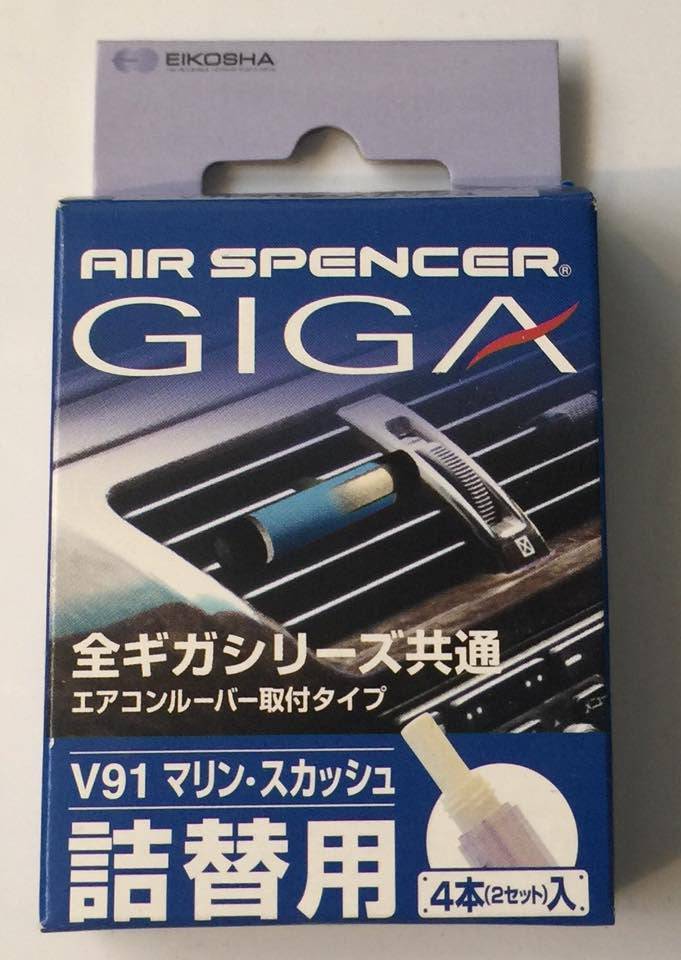 EIKOSHA
AIR SPENCER®
GIGA
全ギガシリーズ共通
エアコンルーバー取付タイプ
V91 マリン・スカッシュ
詰替用
4本(2セット)入